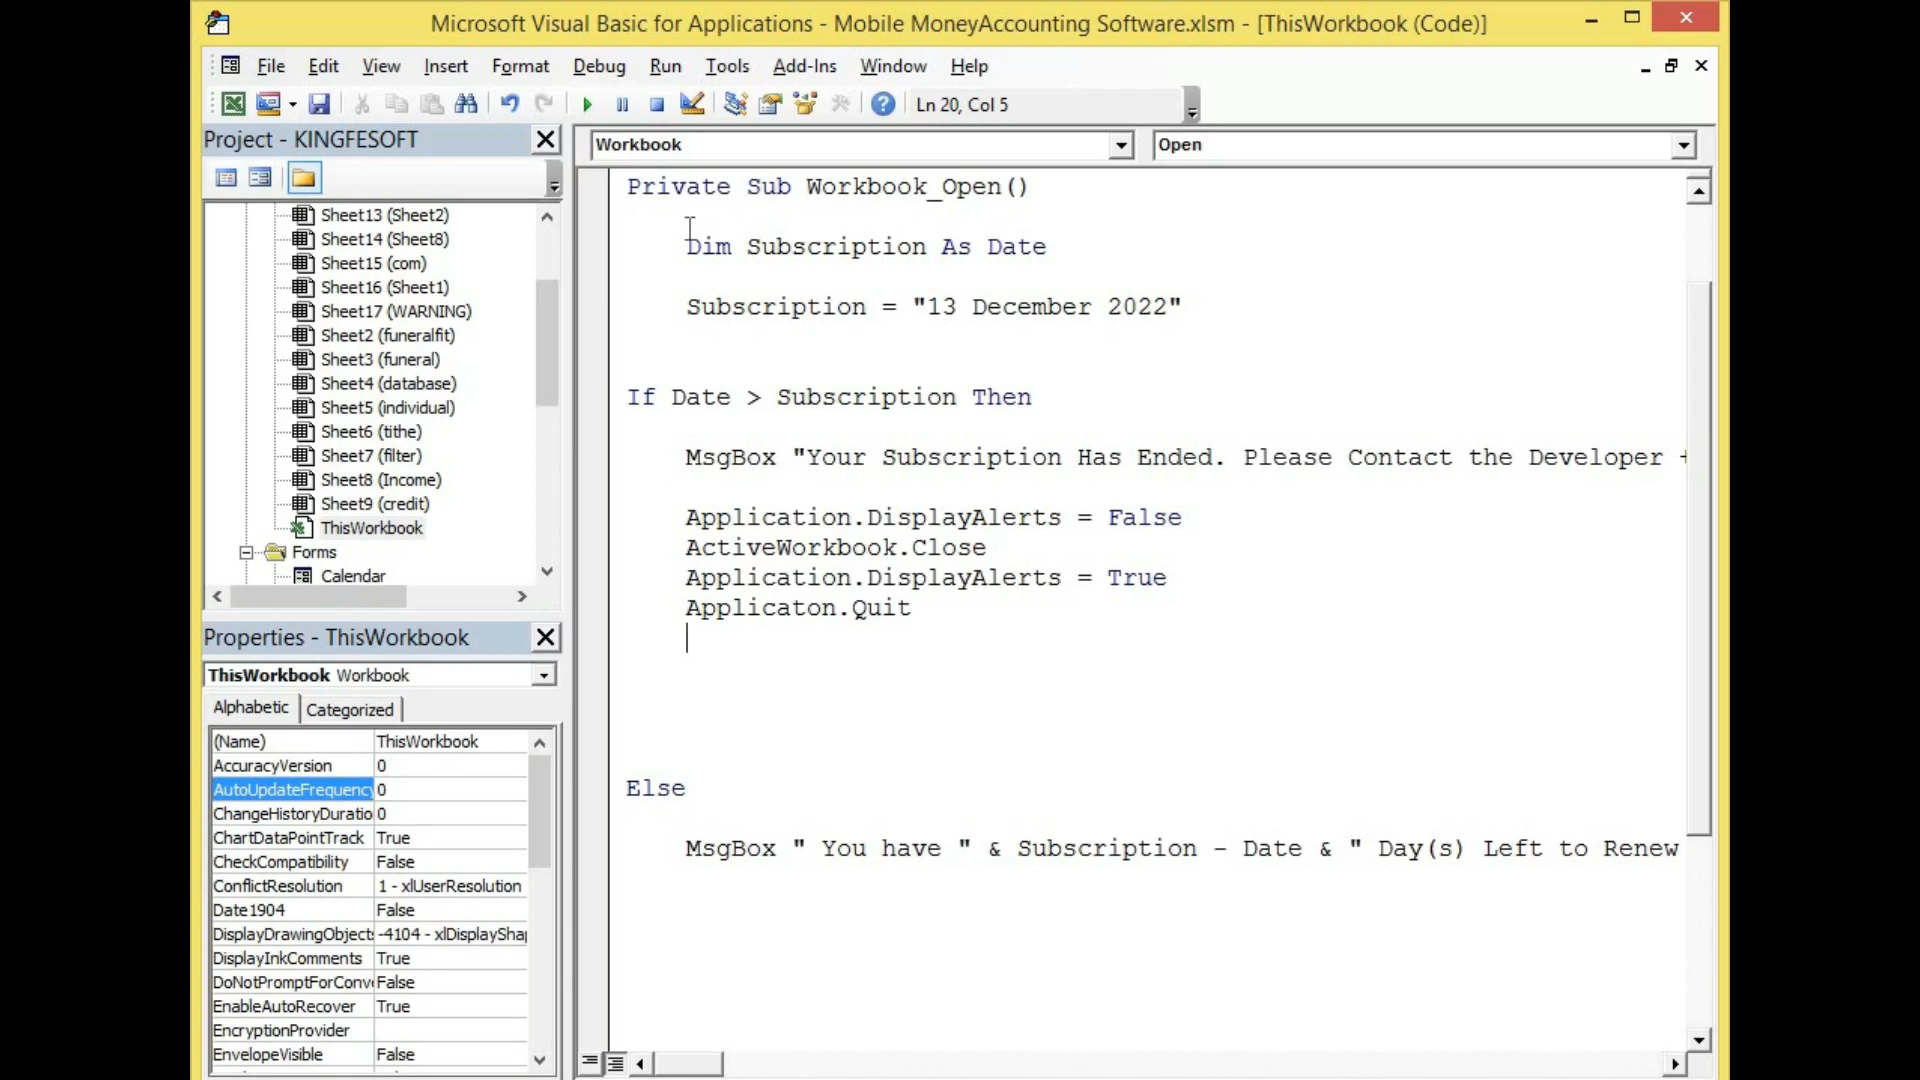 Microsoft Visual Basic for Applications - Mobile MoneyAccounting Software.xlsm - [ThisWorkbook (Code)]
File Edit View Insert Format Debug Run Tools Add-Ins Window Help
Ln 20, Col 5
Project - KINGFESOFT
Sheet13 (Sheet2)
Sheet14 (Sheet8)
Sheet15 (com)
Sheet16 (Sheet1)
Sheet17 (WARNING)
Sheet2 (funeralfit)
Sheet3 (funeral)
Sheet4 (database)
Sheet5 (individual)
Sheet6 (tithe)
Sheet7 (filter)
Sheet8 (Income)
Sheet9 (credit)
ThisWorkbook
Forms
Calendar
Properties - ThisWorkbook
ThisWorkbook Workbook
Alphabetic Categorized
(Name) ThisWorkbook
AccuracyVersion 0
AutoUpdateFrequency 0
ChangeHistoryDuratio 0
ChartDataPointTrack True
CheckCompatibility False
ConflictResolution 1 - xlUserResolution
Date1904 False
DisplayDrawingObject -4104 - xlDisplayShap
DisplayInkComments True
DoNotPromptForConv False
EnableAutoRecover True
EncryptionProvider
EnvelopeVisible False
Workbook Open
Private Sub Workbook_Open()
Dim Subscription As Date
Subscription = "13 December 2022"
If Date > Subscription Then
MsgBox "Your Subscription Has Ended. Please Contact the Developer +
Application.DisplayAlerts = False
ActiveWorkbook.Close
Application.DisplayAlerts = True
Applicaton.Quit
Else
MsgBox " You have " & Subscription - Date & " Day(s) Left to Renew